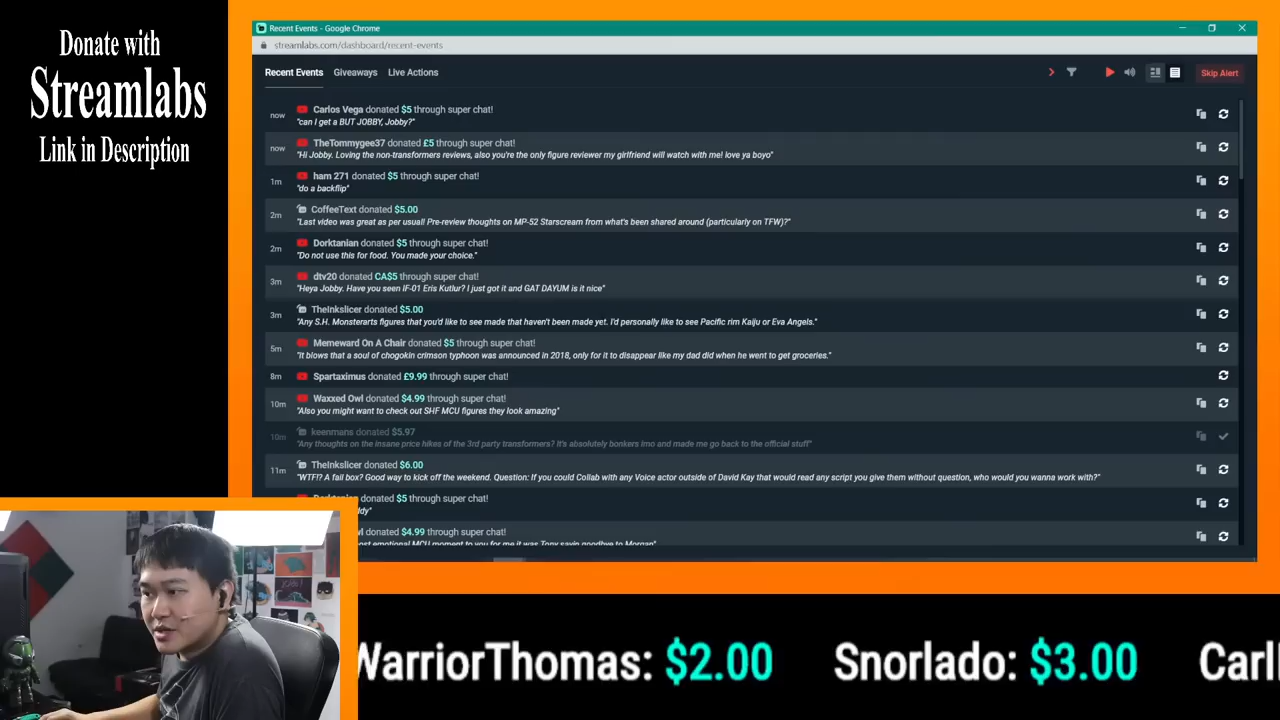 Donate with
Streamlabs
Link in Description
Recent Events - Google Chrome
streamlabs.com/dashboard/recent-events
Recent Events Giveaways Live Actions Skip Alert
now Carlos Vega donated $5 through super chat!
"can I get a BUT JOBBY, Jobby?"
now TheTommygee37 donated £5 through super chat!
"Hi Jobby. Loving the non-transformers reviews, also you're the only figure reviewer my girlfriend will watch with me! love ya boyo"
1m ham 271 donated $5 through super chat!
"do a backflip"
2m CoffeeText donated $5.00
"Last video was great as per usual! Pre-review thoughts on MP-52 Starscream from what's been shared around (particularly on TFW)?"
2m Dorktanian donated $5 through super chat!
"Do not use this for food. You made your choice."
3m dtv20 donated CA$5 through super chat!
"Heya Jobby. Have you seen IF-01 Eris Kutlur? I just got it and GAT DAYUM is it nice"
3m TheInkslicer donated $5.00
"Any S.H. Monsterarts figures that you'd like to see made that haven't been made yet. I'd personally like to see Pacific rim Kaiju or Eva Angels."
5m Memeward On A Chair donated $5 through super chat!
"It blows that a soul of chogokin crimson typhoon was announced in 2018, only for it to disappear like my dad did when he went to get groceries."
8m Spartaximus donated £9.99 through super chat!
10m Waxxed Owl donated $4.99 through super chat!
"Also you might want to check out SHF MCU figures they look amazing"
10m keenmans donated $5.97
"Any thoughts on the insane price hikes of the 3rd party transformers? It's absolutely bonkers imo and made me go back to the official stuff"
11m TheInkslicer donated $6.00
"WTF!? A fall box? Good way to kick off the weekend. Question: If you could Collab with any Voice actor outside of David Kay that would read any script you give them without question, who would you wanna work with?"
donated $5 through super chat!
donated $4.99 through super chat!
emotional MCU moment to you for me it was Tony sayin goodbye to Morgan"
WarriorThomas: $2.00 Snorlado: $3.00 Carl